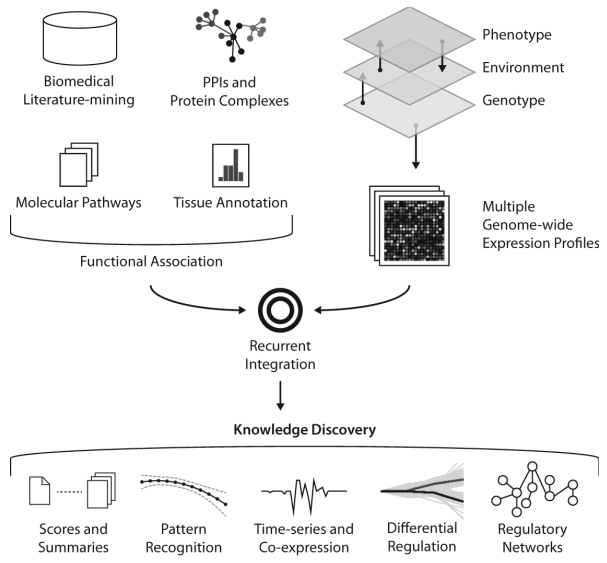 Biomedical
Literature-mining
PPIs and
Protein Complexes
Phenotype
Environment
Genotype
Molecular Pathways
Tissue Annotation
Functional Association
Multiple
Genome-wide
Expression Profiles
Recurrent
Integration
Knowledge Discovery
Scores and
Summaries
Pattern
Recognition
Time-series and
Co-expression
Differential
Regulation
Regulatory
Networks